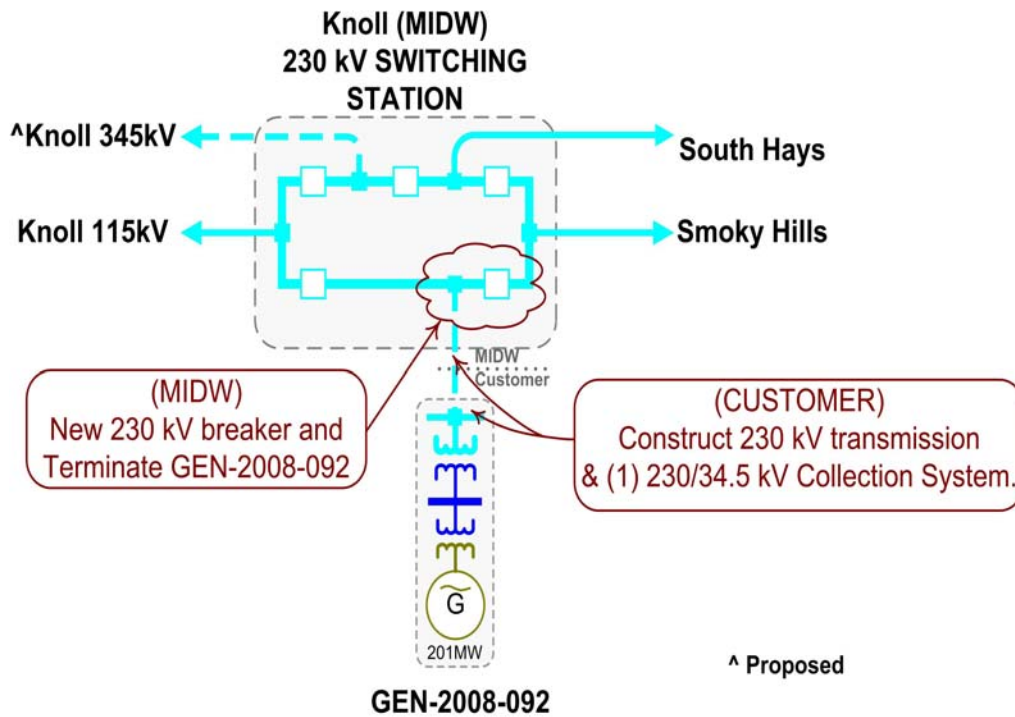 Knoll (MIDW)
230 kV SWITCHING
STATION
^Knoll 345kV
South Hays
Knoll 115kV
Smoky Hills
MIDW
Customer
(MIDW)
New 230 kV breaker and
Terminate GEN-2008-092
(CUSTOMER)
Construct 230 kV transmission
& (1) 230/34.5 kV Collection System.
G
201MW
^ Proposed
GEN-2008-092